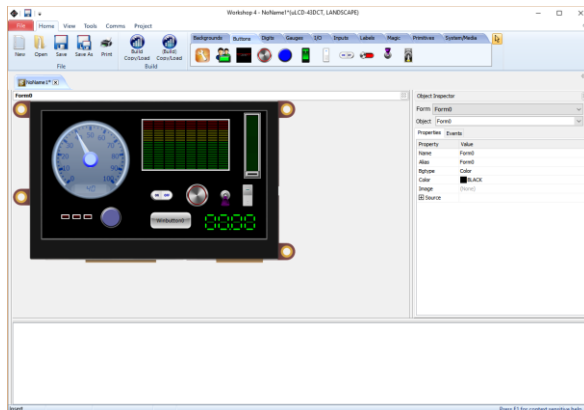 Workshop 4 - NoName1*(uLCD-43DCT, LANDSCAPE)
File Home View Tools Comms Project
New Open Save Save As Print
File
Build Copy/Load
(Build) Copy/Load
Build
Backgrounds Buttons Digits Gauges I/O Inputs Labels Magic Primitives System/Media
NoName1*
Form0
50
100
°C
Winbutton0
Object Inspector
Form Form0
Object Form0
Properties Events
Property Value
Name Form0
Alias Form0
Bgtype Color
Color BLACK
Image (None)
Source
Insert
Press F1 for context sensitive help